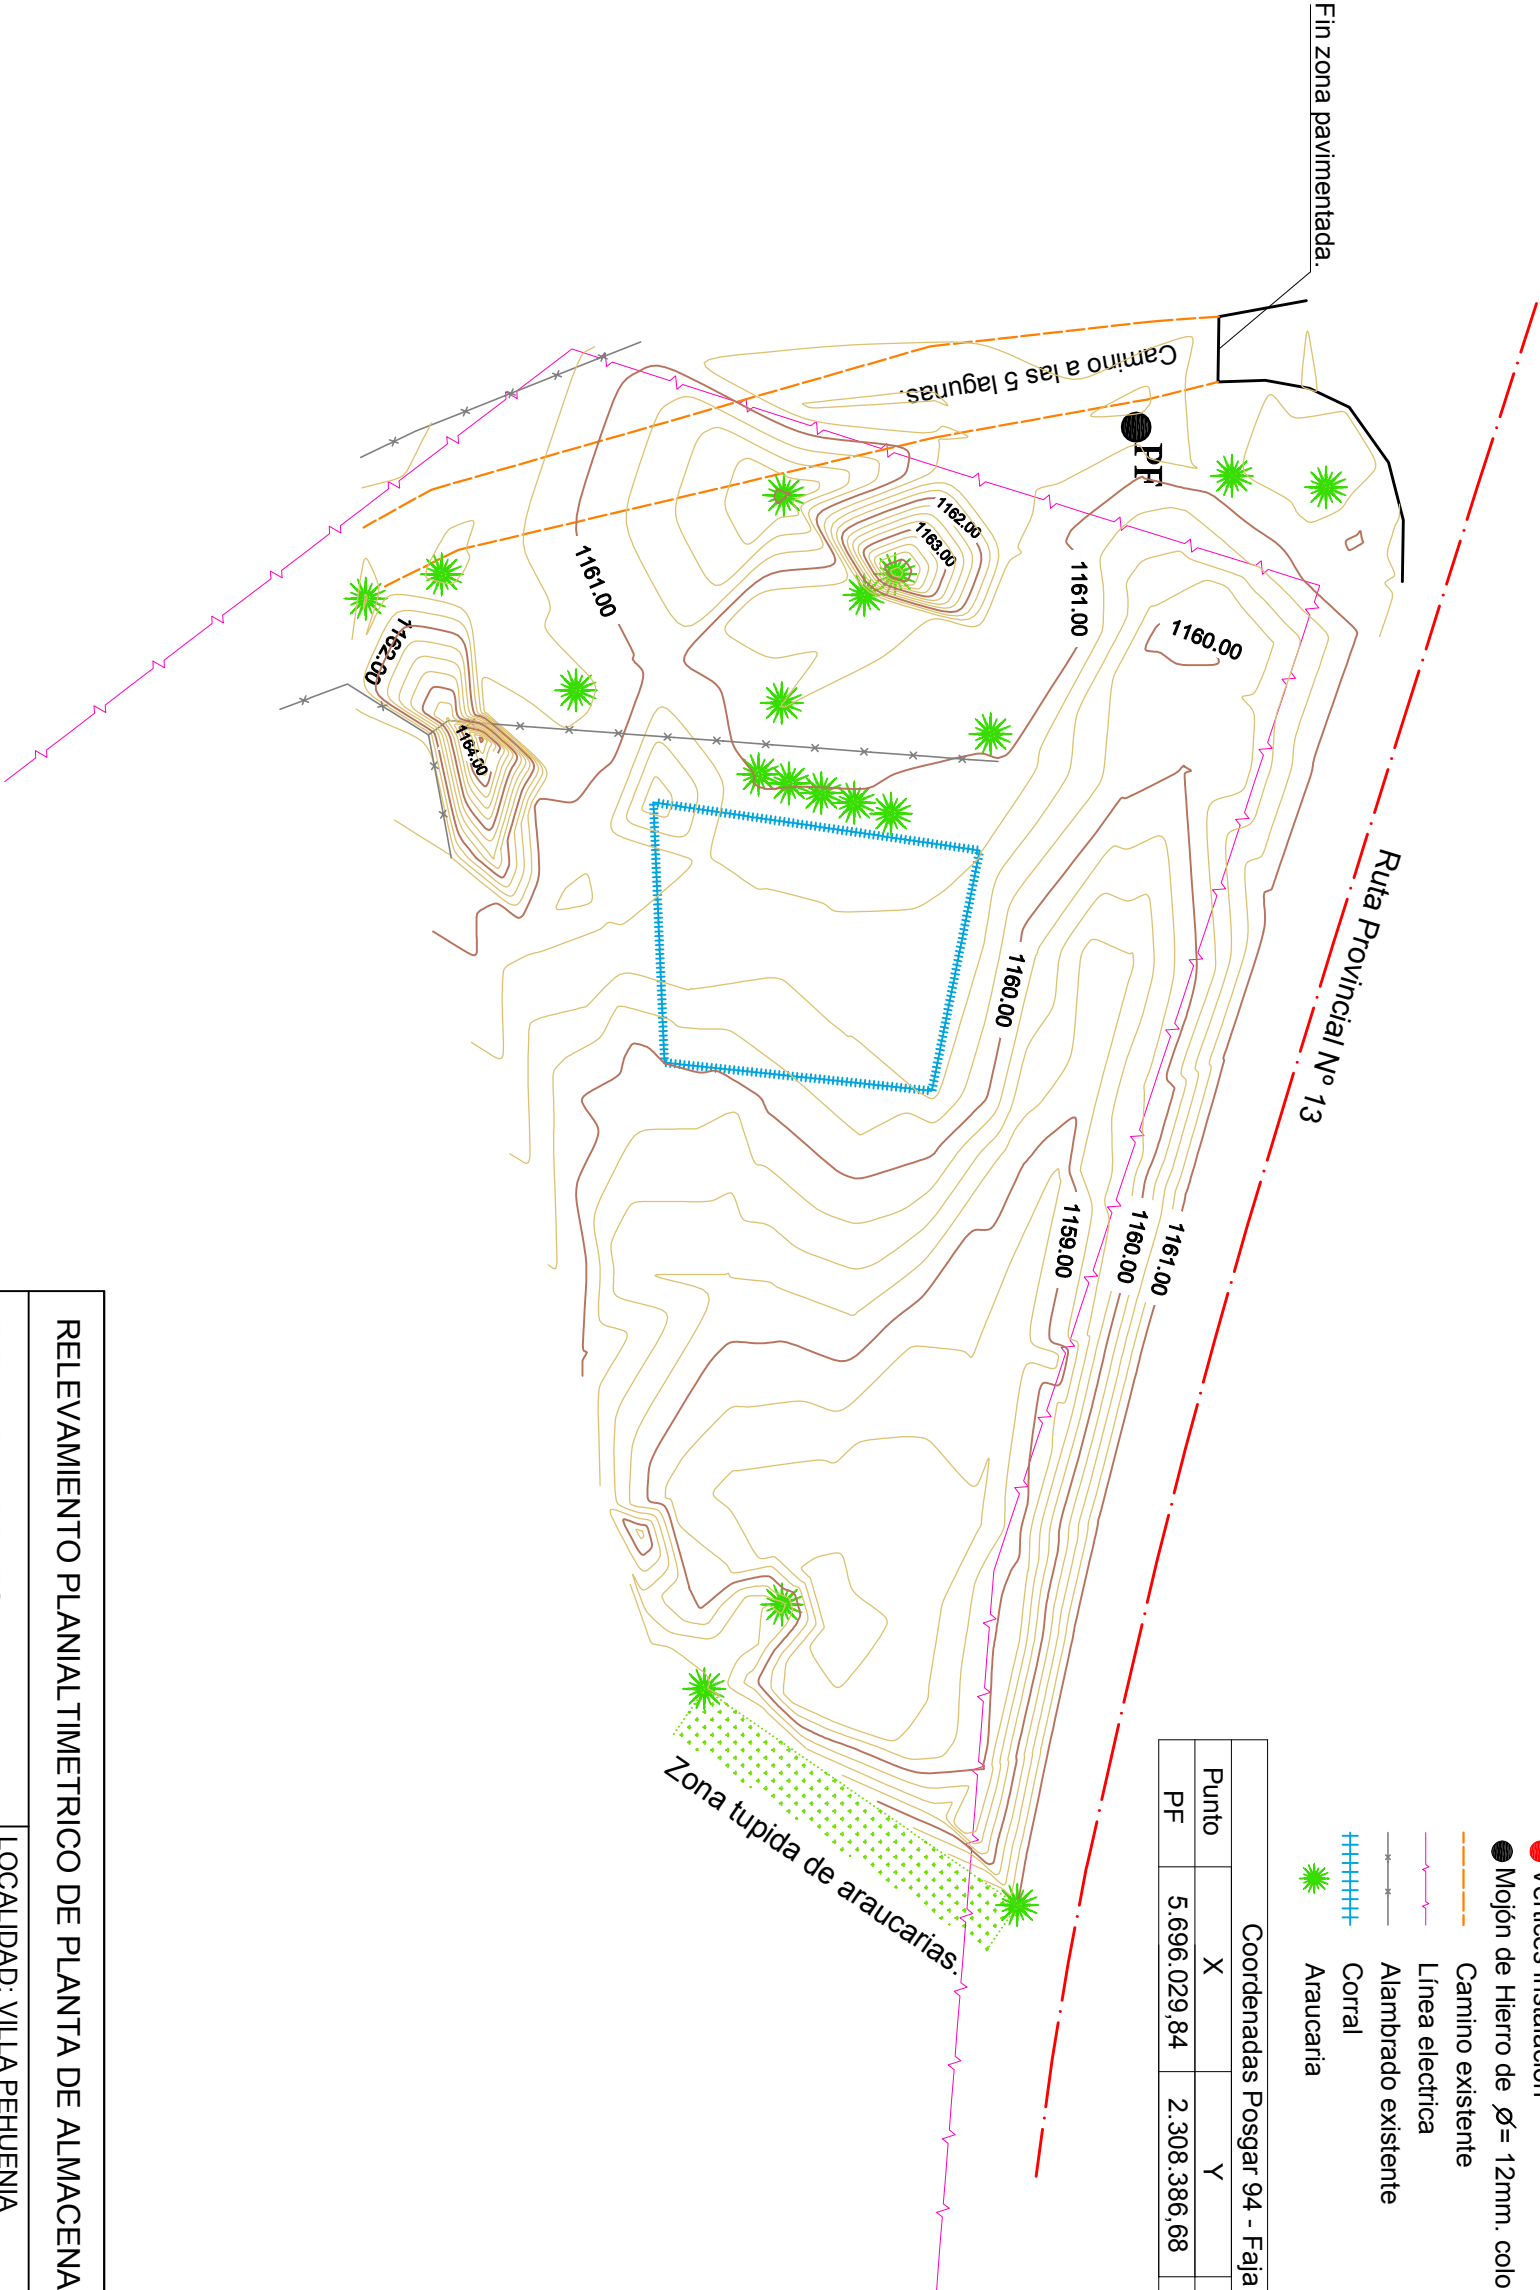 Fin zona pavimentada.
Ruta Provincial Nº 13
Camino a las 5 lagunas.
PF
1162.00
1163.00
1161.00
1161.00
1160.00
1162.00
1164.00
1160.00
1159.00
1160.00
1161.00
Zona tupida de araucarias.
Vértices instalación
Mojón de Hierro de Ø= 12mm. colo
Camino existente
Línea electrica
Alambrado existente
Corral
Araucaria
Coordenadas Posgar 94 - Faja
Punto X Y
PF 5.696.029,84 2.308.386,68
RELEVAMIENTO PLANIALTIMETRICO DE PLANTA DE ALMACENA
LOCALIDAD: VILLA PEHUENIA